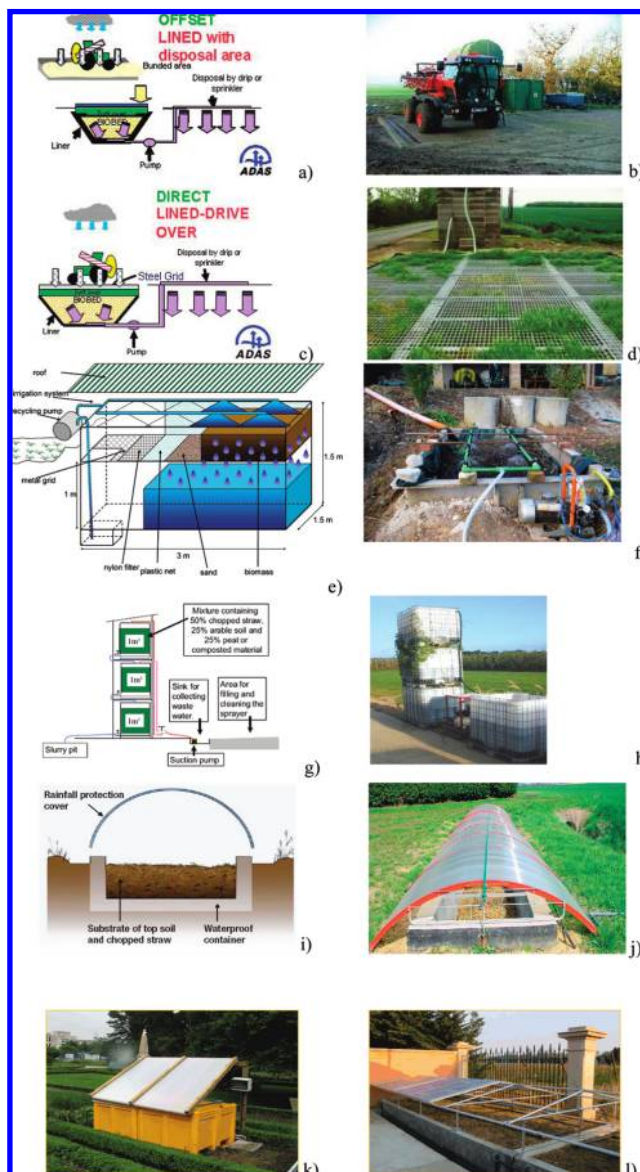 OFFSET
LINED with
disposal area
Bunded area
Disposal by drip or
sprinkler
BIOBED
Liner
Pump
ADAS
a)
b)
DIRECT
LINED-DRIVE
OVER
Steel Grid
Disposal by drip or
sprinkler
BIOBED
Liner
Pump
ADAS
c)
d)
roof
irrigation system
recycling pump
metal grid
1 m
1.5 m
1.5 m
3 m
nylon filter
plastic net
sand
biomass
e)
f
Mixture containing
50% chopped straw,
25% arable soil and
25% peat or
composted material
1m³
1m³
1m³
Sink for
collecting
waste
water.
Area for
filling and
cleaning the
sprayer
Slurry pit
Suction pump
g)
h
Rainfall protection
cover
Substrate of top soil
and chopped straw
Waterproof
container
i)
j)
k)
l)